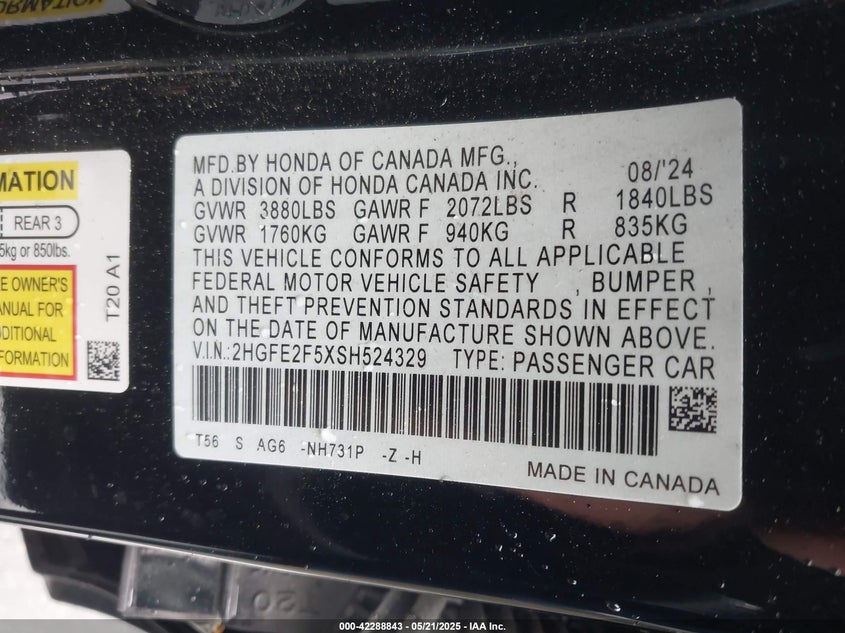 ORMATION
MATION
REAR 3
5kg or 850lbs.
E OWNER'S
ANUAL FOR
DDITIONAL
FORMATION
T20 A1
MFD.BY HONDA OF CANADA MFG., 08/'24
A DIVISION OF HONDA CANADA INC.
GVWR 3880LBS GAWR F 2072LBS R 1840LBS
GVWR 1760KG GAWR F 940KG R 835KG
THIS VEHICLE CONFORMS TO ALL APPLICABLE
FEDERAL MOTOR VEHICLE SAFETY , BUMPER ,
AND THEFT PREVENTION STANDARDS IN EFFECT
ON THE DATE OF MANUFACTURE SHOWN ABOVE.
V.I.N.:2HGFE2F5XSH524329 TYPE: PASSENGER CAR
T56 S AG6 -NH731P -Z -H
MADE IN CANADA
T20
000-42288843 - 05/21/2025 - IAA Inc.